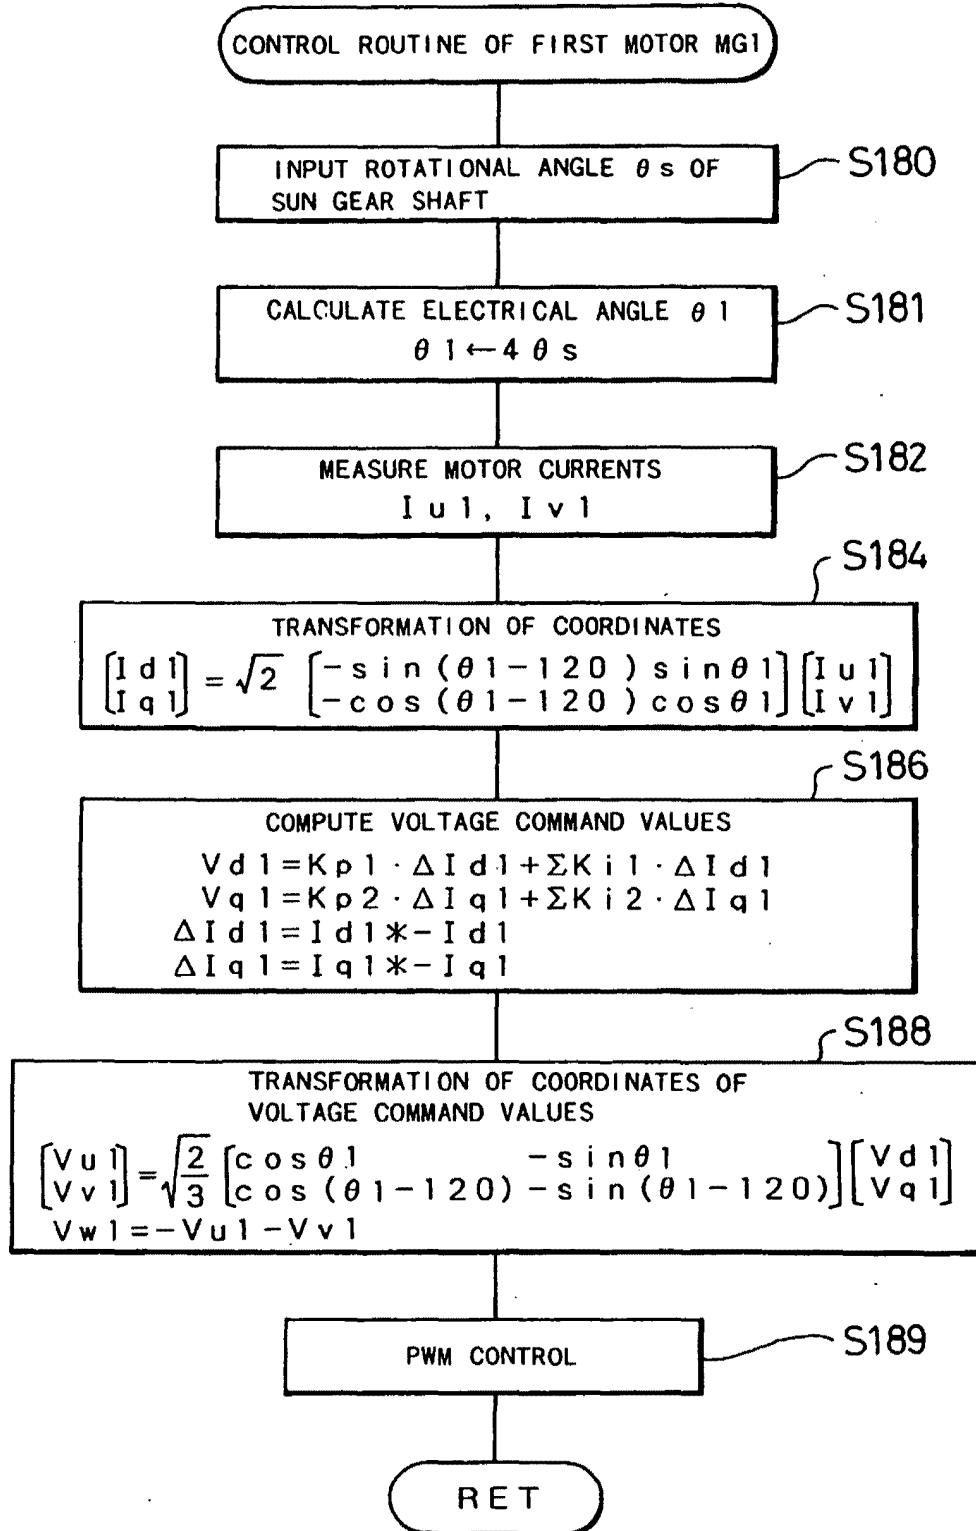 CONTROL ROUTINE OF FIRST MOTOR MG1
INPUT ROTATIONAL ANGLE θs OF
SUN GEAR SHAFT
S180
CALCULATE ELECTRICAL ANGLE θ1
θ1←4θs
S181
MEASURE MOTOR CURRENTS
Iu1, Iv1
S182
S184
TRANSFORMATION OF COORDINATES
[Id1] = √2 [-sin(θ1-120) sinθ1] [Iu1]
[Iq1] [-cos(θ1-120) cosθ1] [Iv1]
S186
COMPUTE VOLTAGE COMMAND VALUES
Vd1=Kp1·ΔId1+ΣKi1·ΔId1
Vq1=Kp2·ΔIq1+ΣKi2·ΔIq1
ΔId1=Id1*-Id1
ΔIq1=Iq1*-Iq1
S188
TRANSFORMATION OF COORDINATES OF
VOLTAGE COMMAND VALUES
[Vu1] = √2/3 [cosθ1 -sinθ1] [Vd1]
[Vv1] [cos(θ1-120) -sin(θ1-120)] [Vq1]
Vw1=-Vu1-Vv1
PWM CONTROL
S189
RET